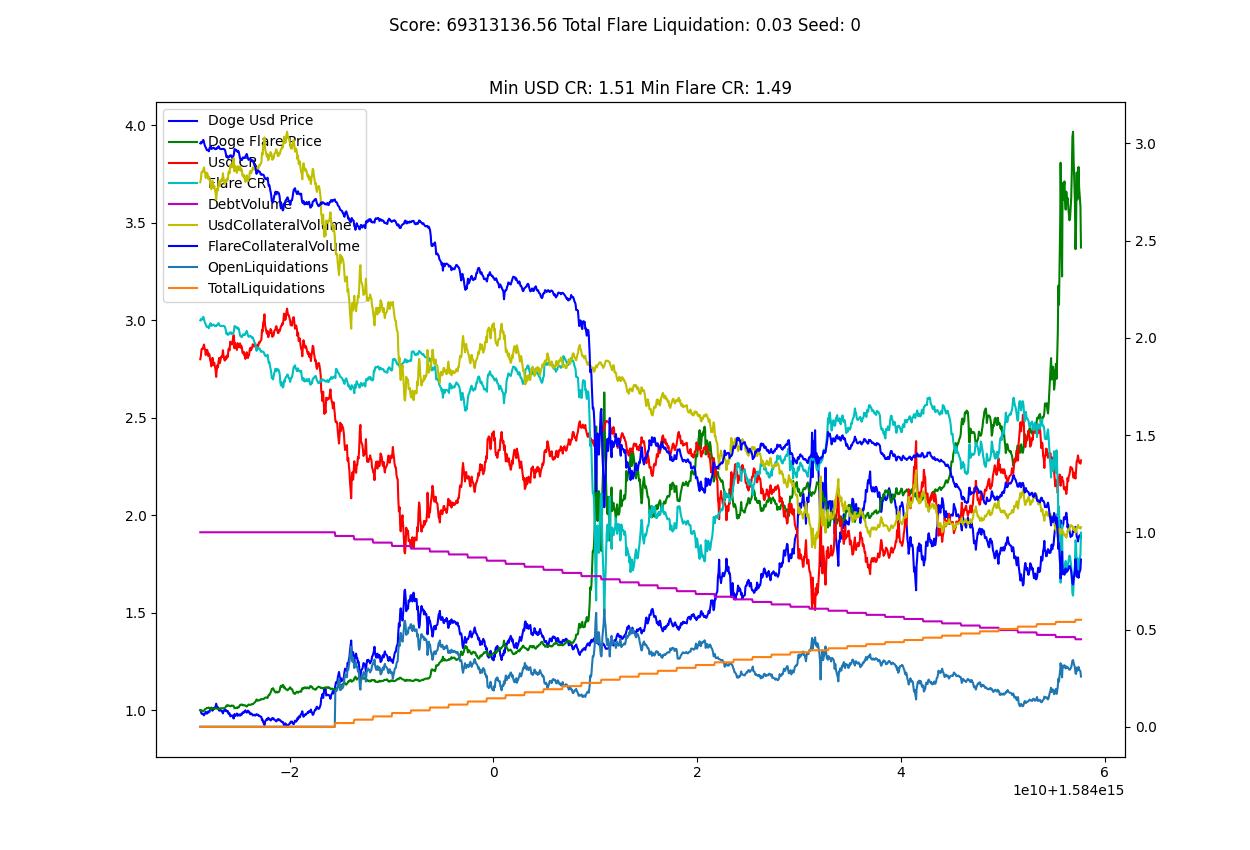 Score: 69313136.56 Total Flare Liquidation: 0.03 Seed: 0
Min USD CR: 1.51 Min Flare CR: 1.49
Doge Usd Price
Doge Flare Price
Usd CR
Flare CR
DebtVolume
UsdCollateralVolume
FlareCollateralVolume
OpenLiquidations
TotalLiquidations
4.0
3.5
3.0
2.5
2.0
1.5
1.0
3.0
2.5
2.0
1.5
1.0
0.5
0.0
−2
0
2
4
6
1e10+1.584e15